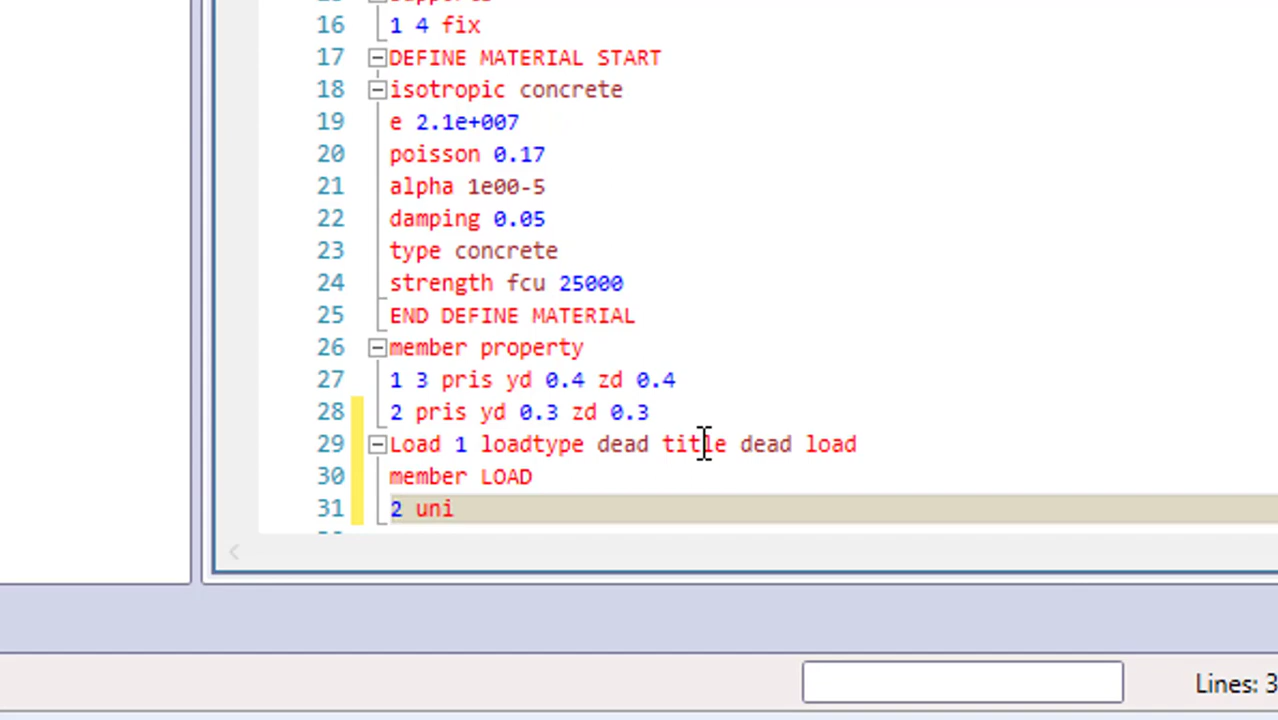 16 1 4 fix
17 DEFINE MATERIAL START
18 isotropic concrete
19 e 2.1e+007
20 poisson 0.17
21 alpha 1e00-5
22 damping 0.05
23 type concrete
24 strength fcu 25000
25 END DEFINE MATERIAL
26 member property
27 1 3 pris yd 0.4 zd 0.4
28 2 pris yd 0.3 zd 0.3
29 Load 1 loadtype dead title dead load
30 member LOAD
31 2 uni
Lines: 3